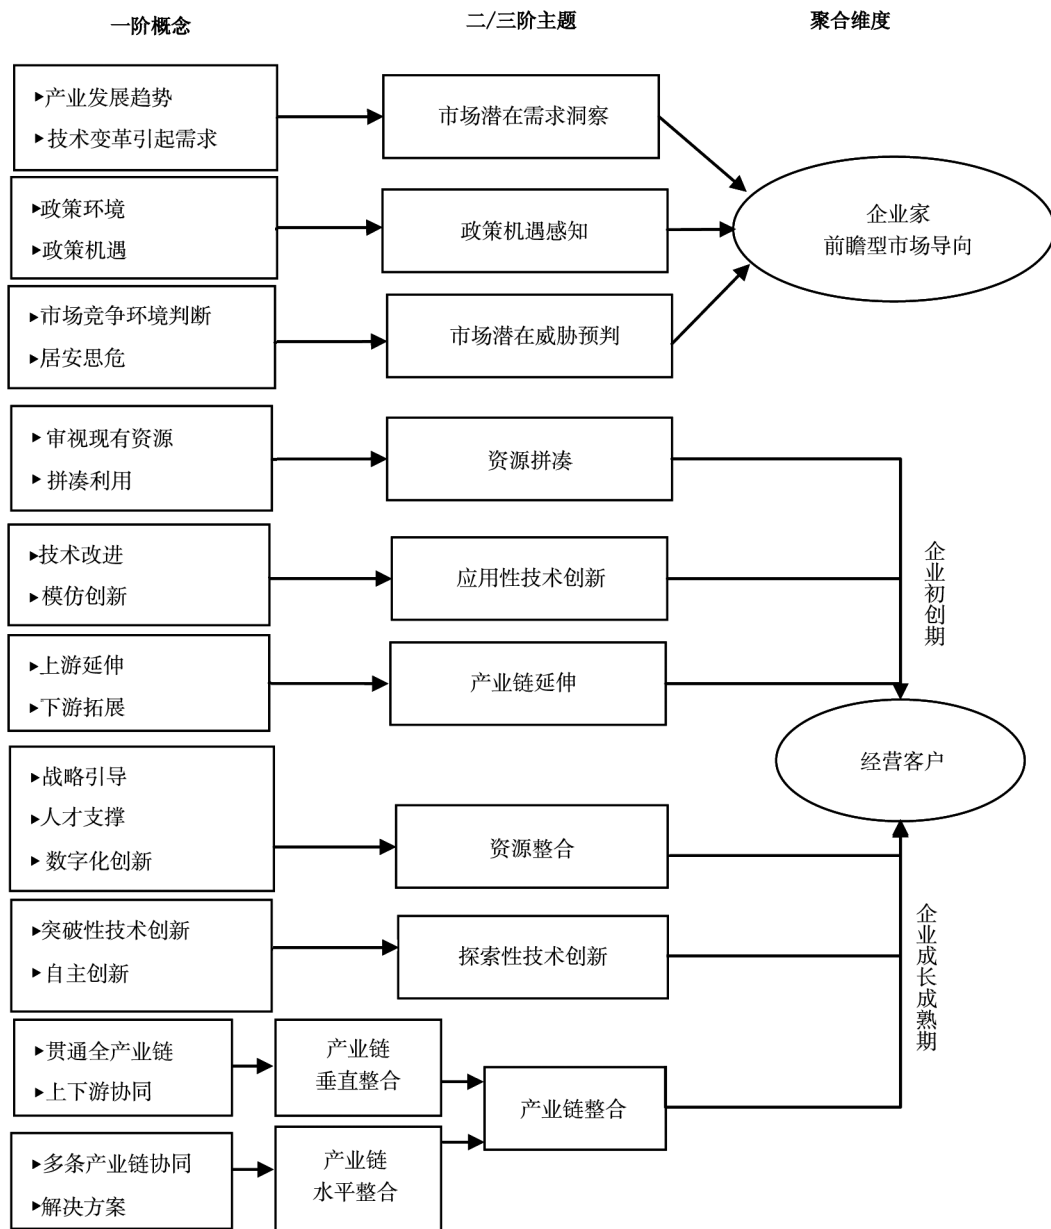 一阶概念
二/三阶主题
聚合维度
▸产业发展趋势
▸技术变革引起需求
市场潜在需求洞察
▸政策环境
▸政策机遇
政策机遇感知
▸市场竞争环境判断
▸居安思危
市场潜在威胁预判
企业家
前瞻型市场导向
▸审视现有资源
▸拼凑利用
资源拼凑
▸技术改进
▸模仿创新
应用性技术创新
▸上游延伸
▸下游拓展
产业链延伸
企业初创期
经营客户
▸战略引导
▸人才支撑
▸数字化创新
资源整合
▸突破性技术创新
▸自主创新
探索性技术创新
企业成长成熟期
▸贯通全产业链
▸上下游协同
产业链
垂直整合
▸多条产业链协同
▸解决方案
产业链
水平整合
产业链整合